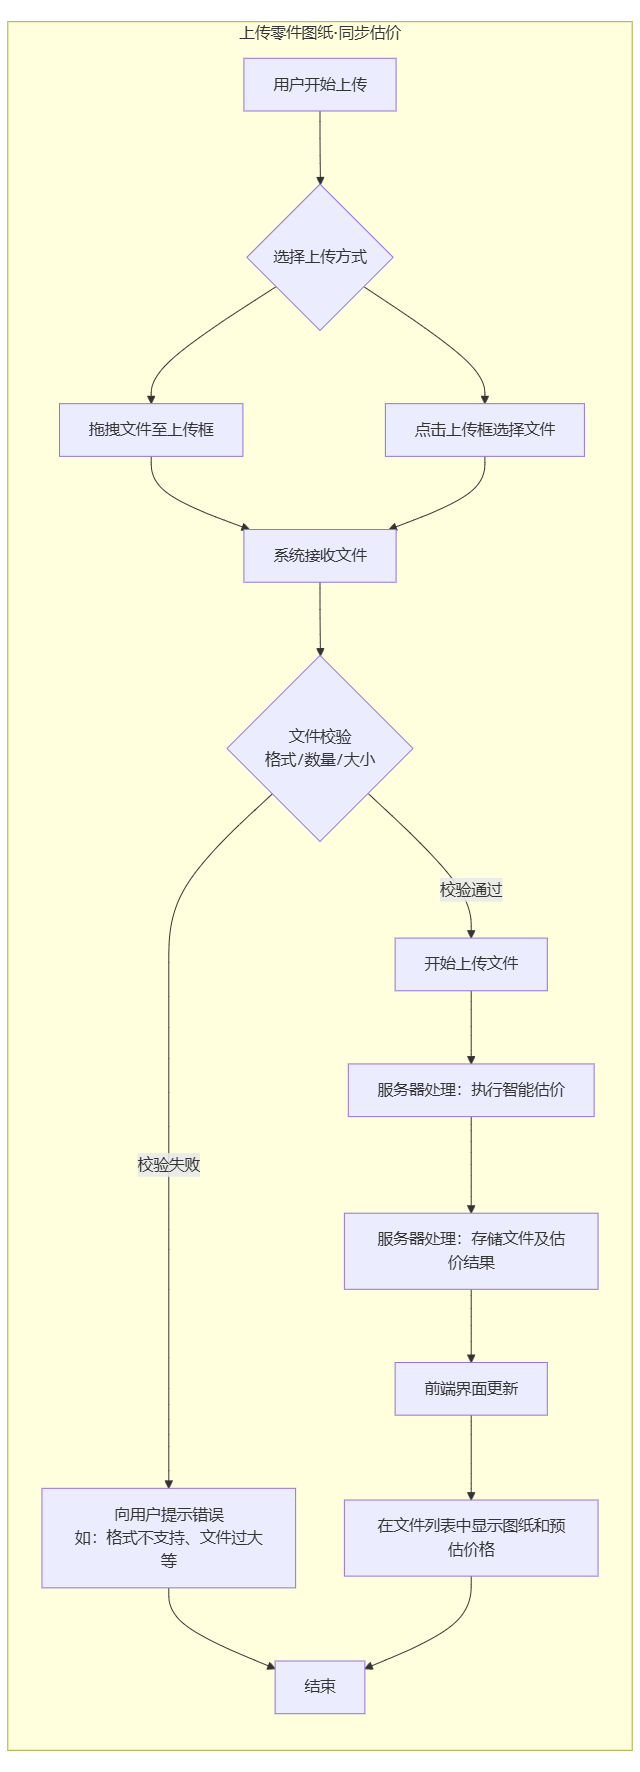 上传零件图纸·同步估价
用户开始上传
选择上传方式
拖拽文件至上传框
点击上传框选择文件
系统接收文件
文件校验
格式/数量/大小
校验通过
开始上传文件
服务器处理：执行智能估价
校验失败
服务器处理：存储文件及估
价结果
前端界面更新
向用户提示错误
如：格式不支持、文件过大
等
在文件列表中显示图纸和预
估价格
结束